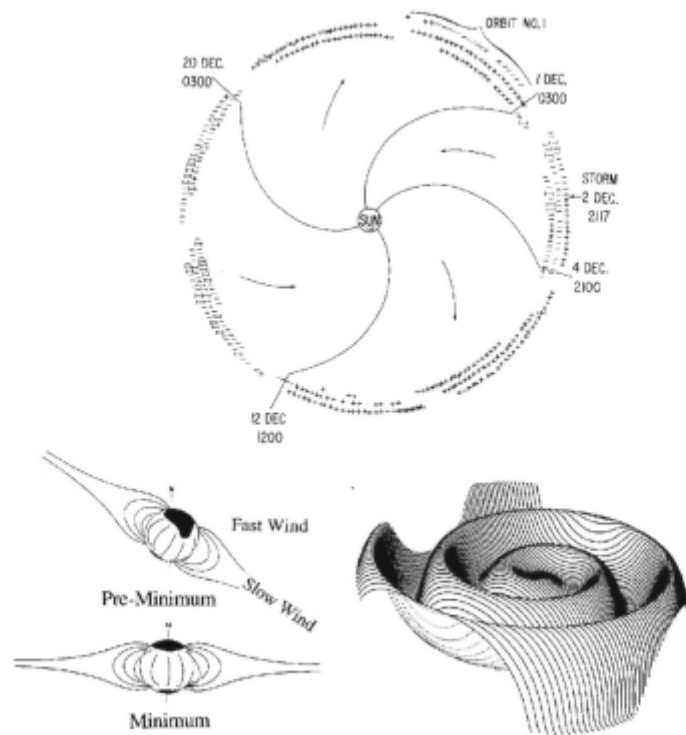 ORBIT NO. 1
20 DEC.
0300
7 DEC.
0300
STORM
2 DEC.
2117
SUN
4 DEC.
2100
12 DEC
1200
N
Fast Wind
Slow Wind
Pre-Minimum
N
Minimum